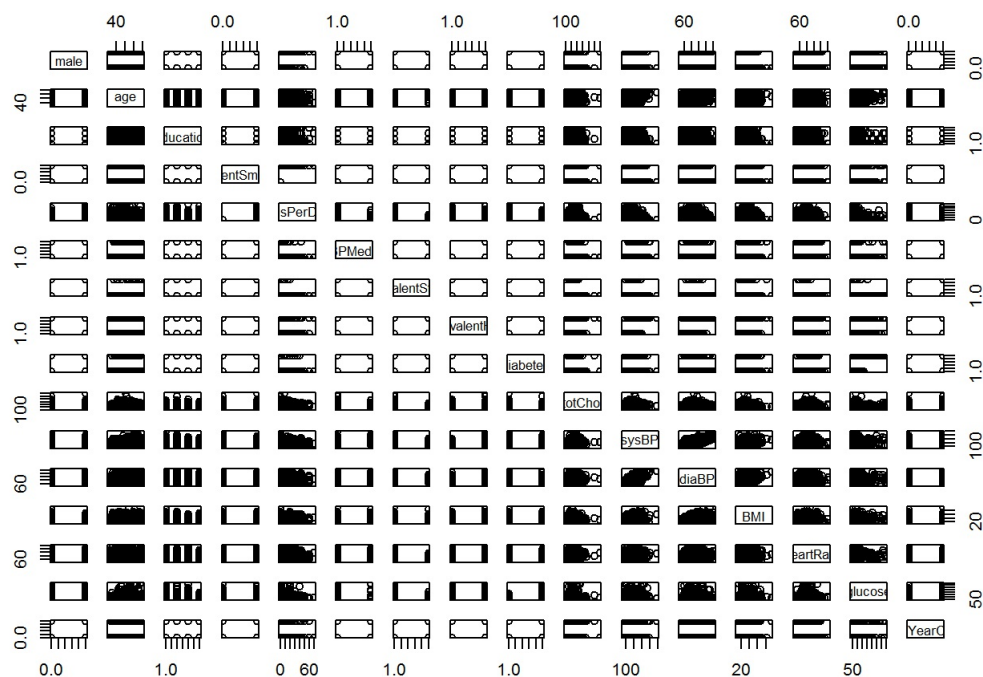 40 0.0 1.0 1.0 100 60 60 0.0
male 0.0
40 age
ducatio 1.0
0.0 entSm
sPerD 0
1.0 PMed
alentS 1.0
1.0 valentH
iabete 1.0
100 otCho
sysBP 100
60 diaBP
BMI 20
60 eartRa
glucose 50
0.0 YearC
0.0 1.0 0 60 1.0 1.0 100 20 50